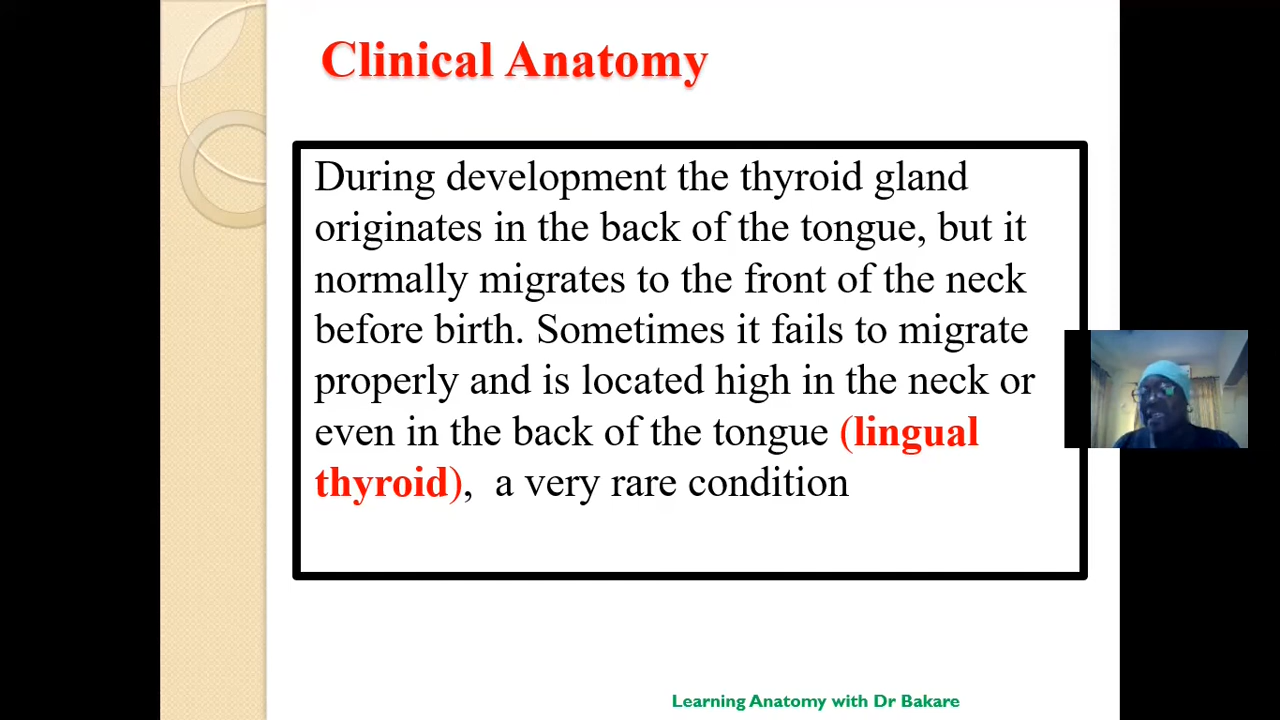 Clinical Anatomy
During development the thyroid gland
originates in the back of the tongue, but it
normally migrates to the front of the neck
before birth. Sometimes it fails to migrate
properly and is located high in the neck or
even in the back of the tongue (lingual
thyroid),  a very rare condition
Learning Anatomy with Dr Bakare